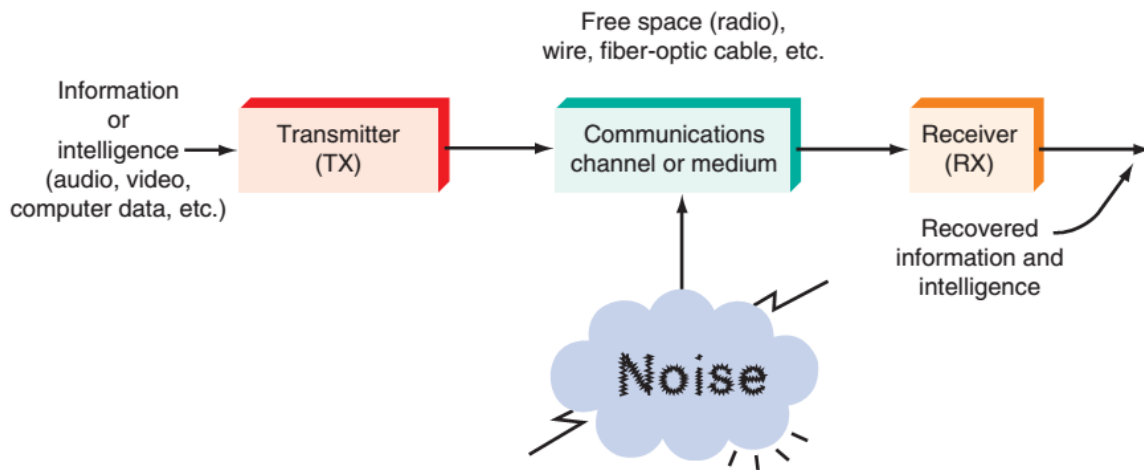 Free space (radio),
wire, fiber-optic cable, etc.
Information
or
intelligence
(audio, video,
computer data, etc.)
Transmitter
(TX)
Communications
channel or medium
Receiver
(RX)
Recovered
information and
intelligence
Noise